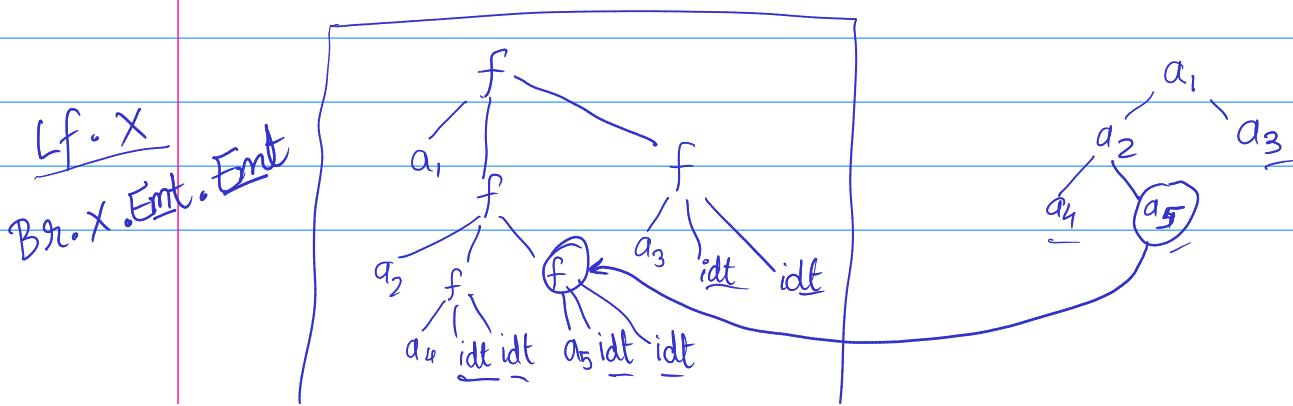 f
a1
Lf. X
a1
a2
a3
f
f
Br. X. Emt. Emt
a4
a5
a2
f
f
a3
idt
idt
a4
idt
idt
a5
idt
idt